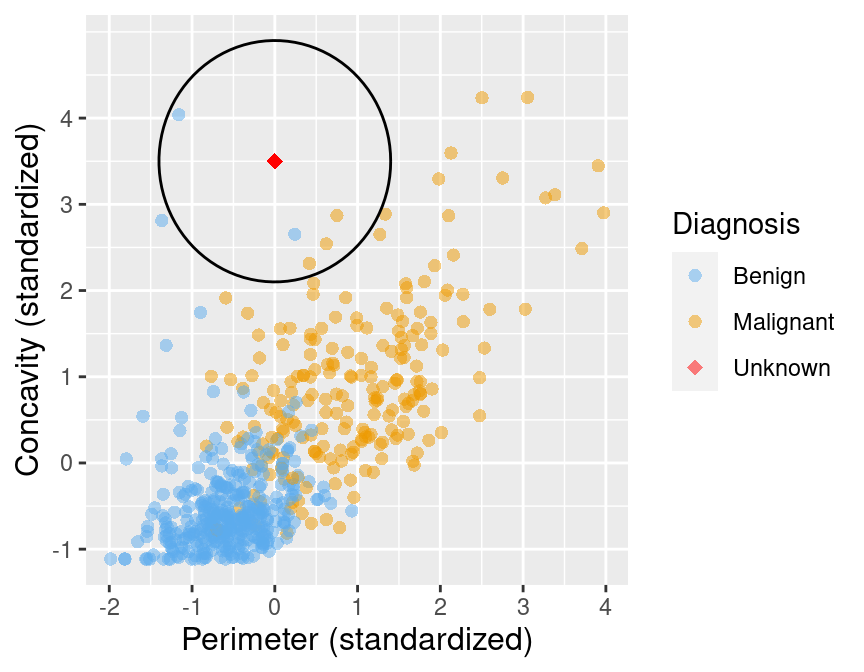 Concavity (standardized)
4
3
2
1
0
-1
-2 -1 0 1 2 3 4
Perimeter (standardized)
Diagnosis
Benign
Malignant
Unknown